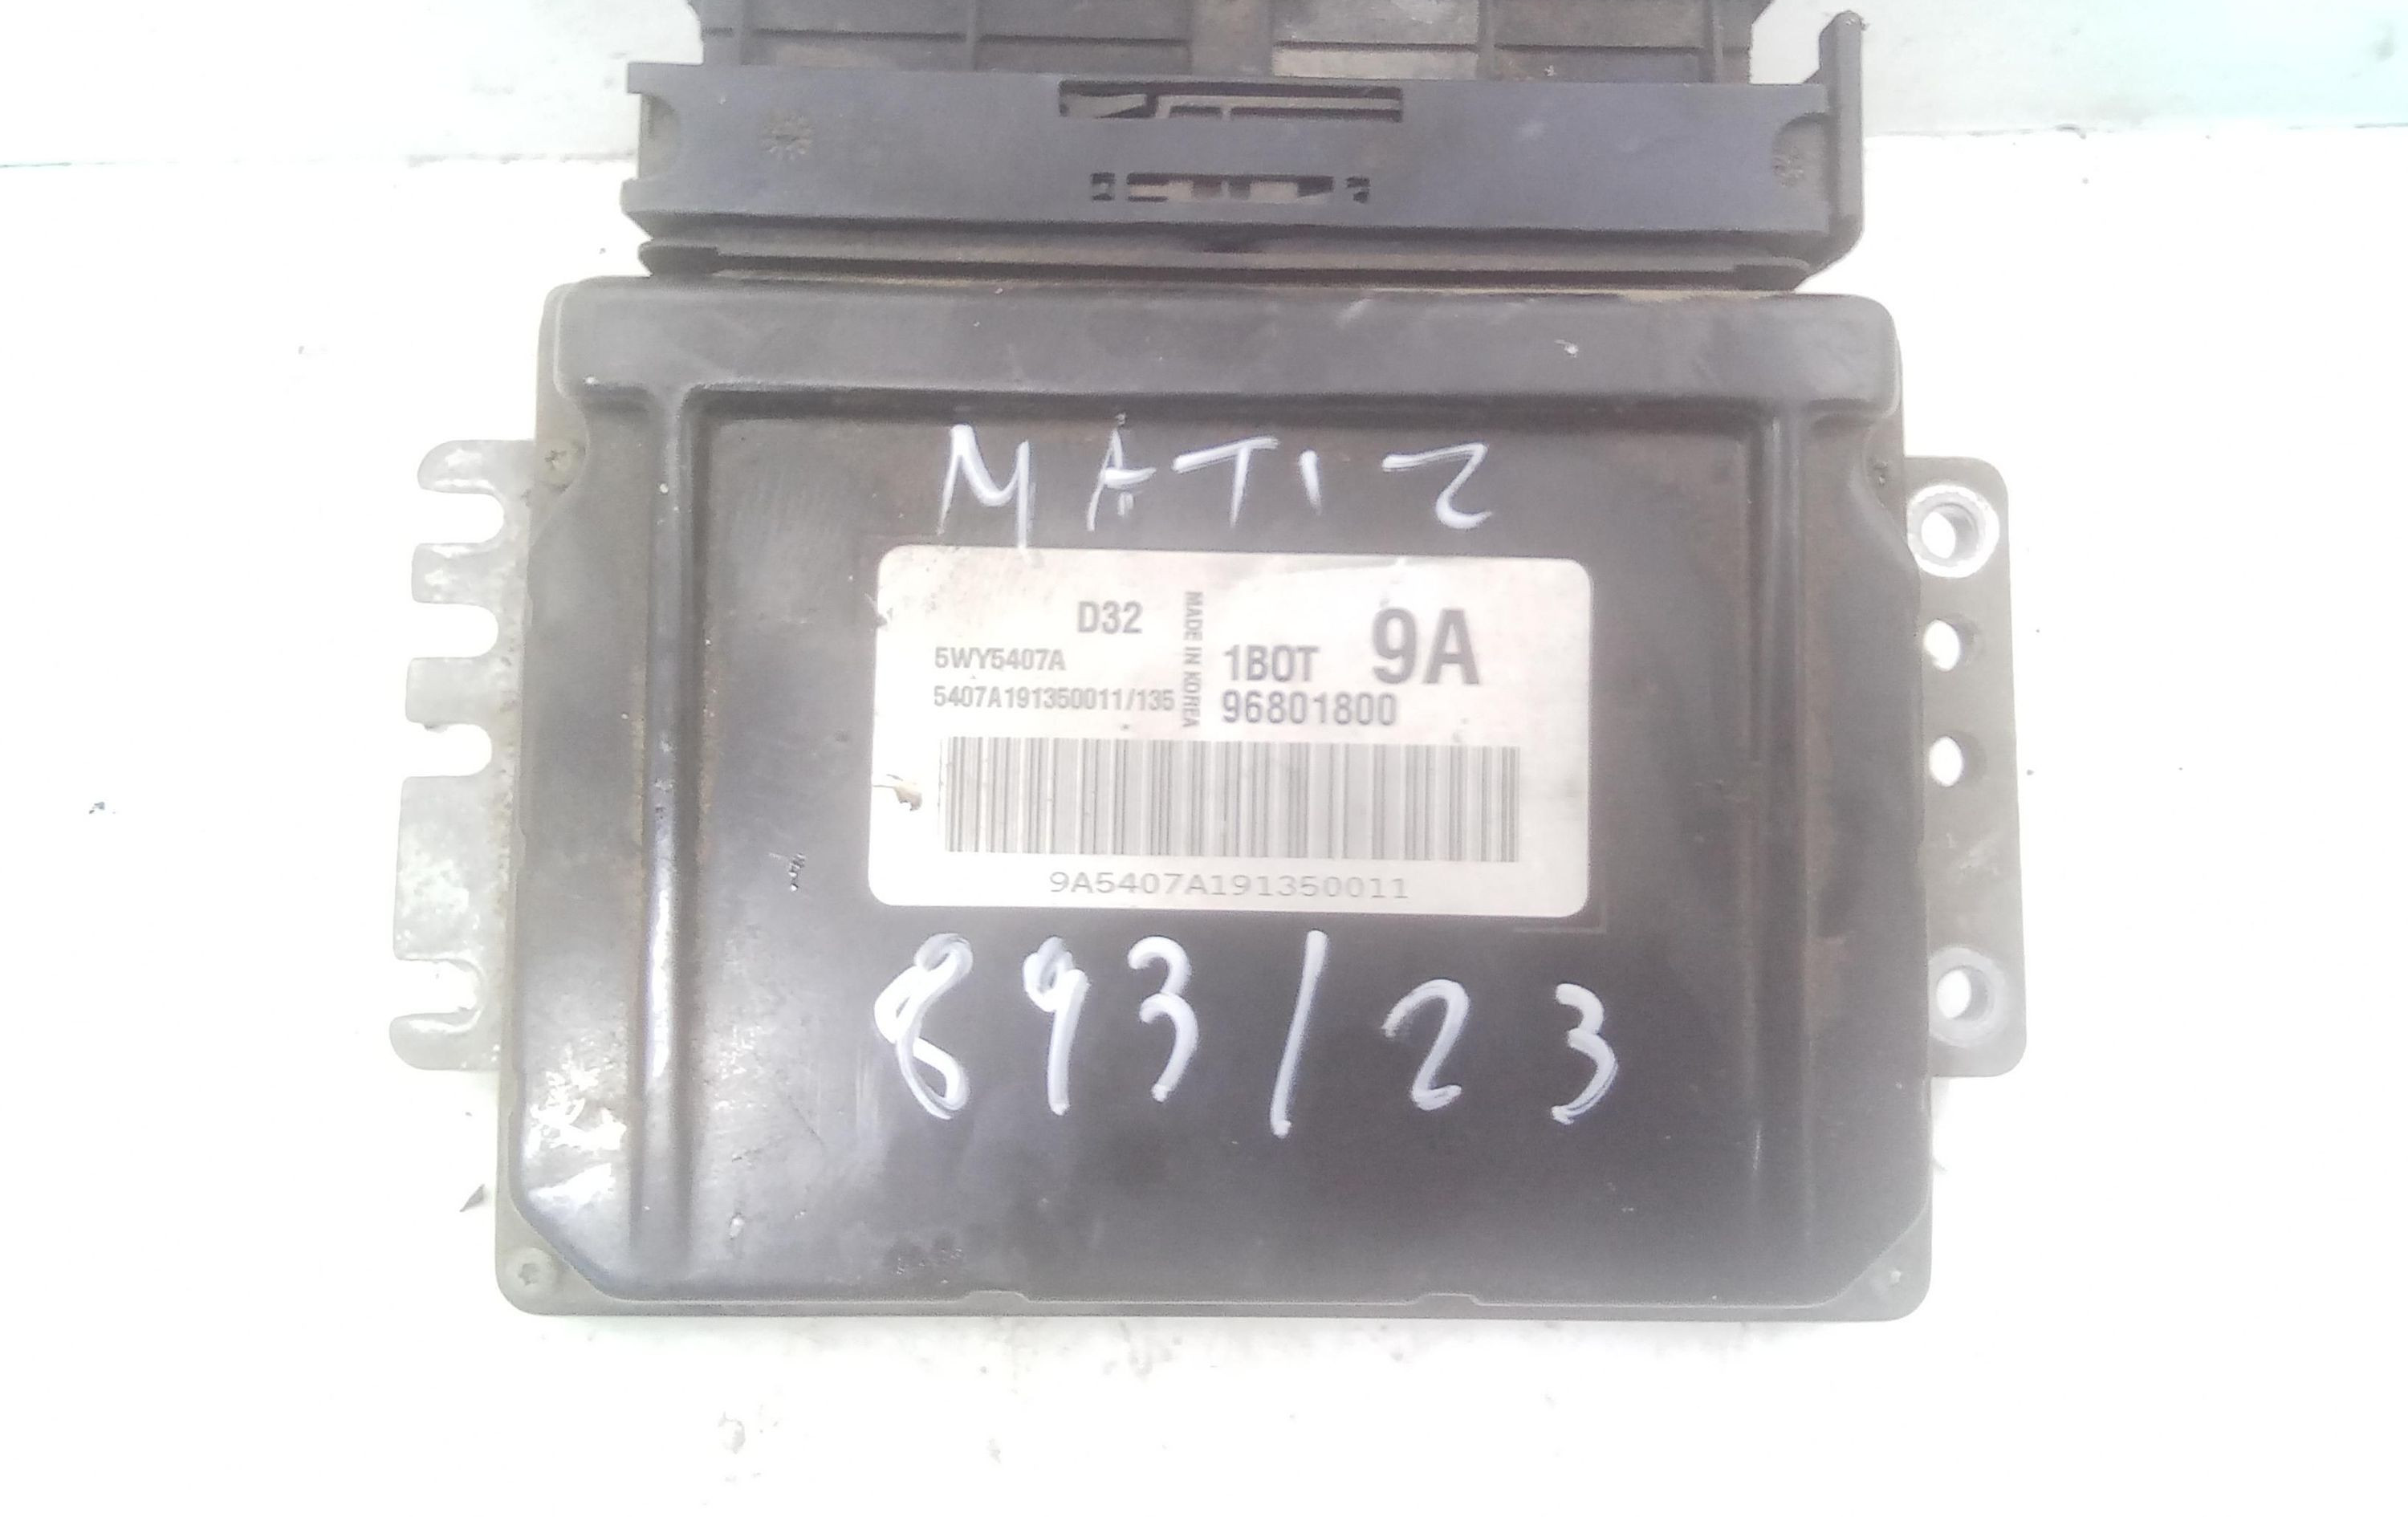 MATIZ
D32
5WY5407A
5407A191350011/135
MADE IN KOREA
1BOT 9A
96801800
9A5407A191350011
893/23